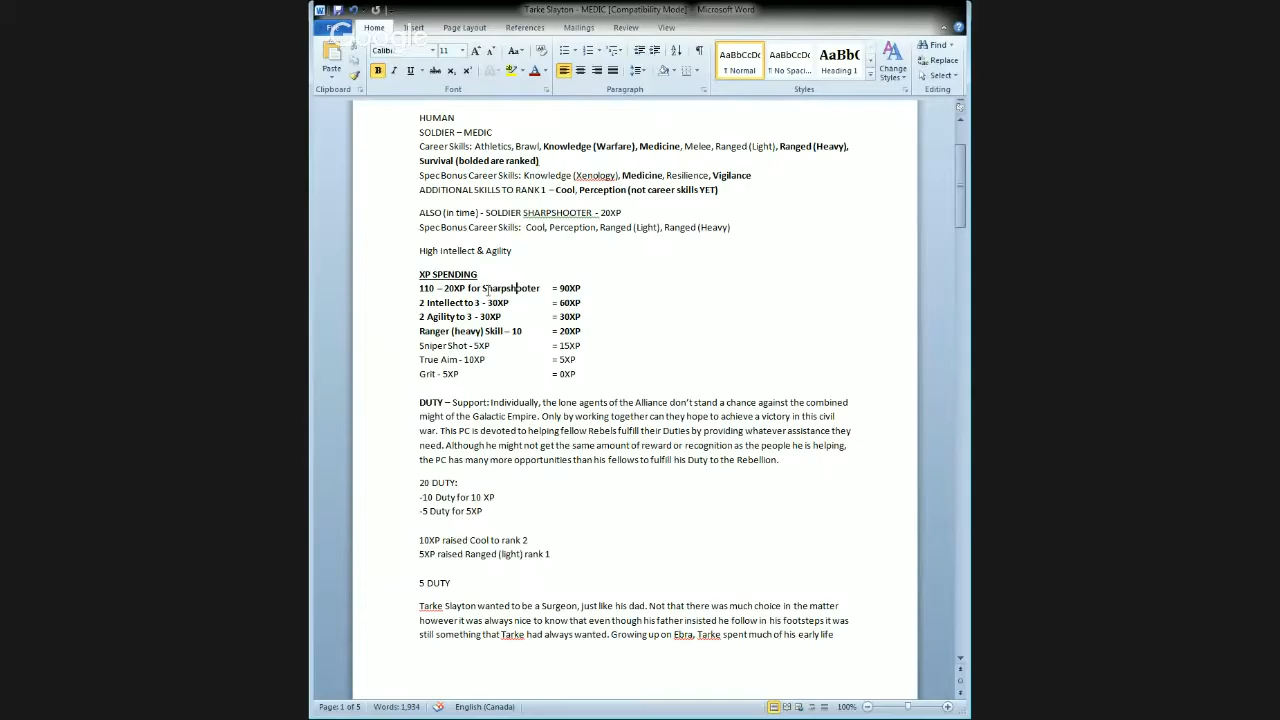 Tarke Slayton - MEDIC [Compatibility Mode] - Microsoft Word
File Home Insert Page Layout References Mailings Review View
Google
Calibri 11
Paste
AaBbCcDc AaBbCcDc AaBbC
¶ Normal ¶ No Spaci... Heading 1
Change Styles
Find
Replace
Select
Clipboard Font Paragraph Styles Editing
HUMAN
SOLDIER – MEDIC
Career Skills: Athletics, Brawl, Knowledge (Warfare), Medicine, Melee, Ranged (Light), Ranged (Heavy),
Survival (bolded are ranked)
Spec Bonus Career Skills: Knowledge (Xenology), Medicine, Resilience, Vigilance
ADDITIONAL SKILLS TO RANK 1 – Cool, Perception (not career skills YET)
ALSO (in time) - SOLDIER SHARPSHOOTER - 20XP
Spec Bonus Career Skills: Cool, Perception, Ranged (Light), Ranged (Heavy)
High Intellect & Agility
XP SPENDING
110 – 20XP for Sharpshooter = 90XP
2 Intellect to 3 - 30XP = 60XP
2 Agility to 3 - 30XP = 30XP
Ranger (heavy) Skill – 10 = 20XP
Sniper Shot - 5XP = 15XP
True Aim - 10XP = 5XP
Grit - 5XP = 0XP
DUTY – Support: Individually, the lone agents of the Alliance don't stand a chance against the combined
might of the Galactic Empire. Only by working together can they hope to achieve a victory in this civil
war. This PC is devoted to helping fellow Rebels fulfill their Duties by providing whatever assistance they
need. Although he might not get the same amount of reward or recognition as the people he is helping,
the PC has many more opportunities than his fellows to fulfill his Duty to the Rebellion.
20 DUTY:
-10 Duty for 10 XP
-5 Duty for 5XP
10XP raised Cool to rank 2
5XP raised Ranged (light) rank 1
5 DUTY
Tarke Slayton wanted to be a Surgeon, just like his dad. Not that there was much choice in the matter
however it was always nice to know that even though his father insisted he follow in his footsteps it was
still something that Tarke had always wanted. Growing up on Ebra, Tarke spent much of his early life
Page: 1 of 5 Words: 1,934 English (Canada) 100%